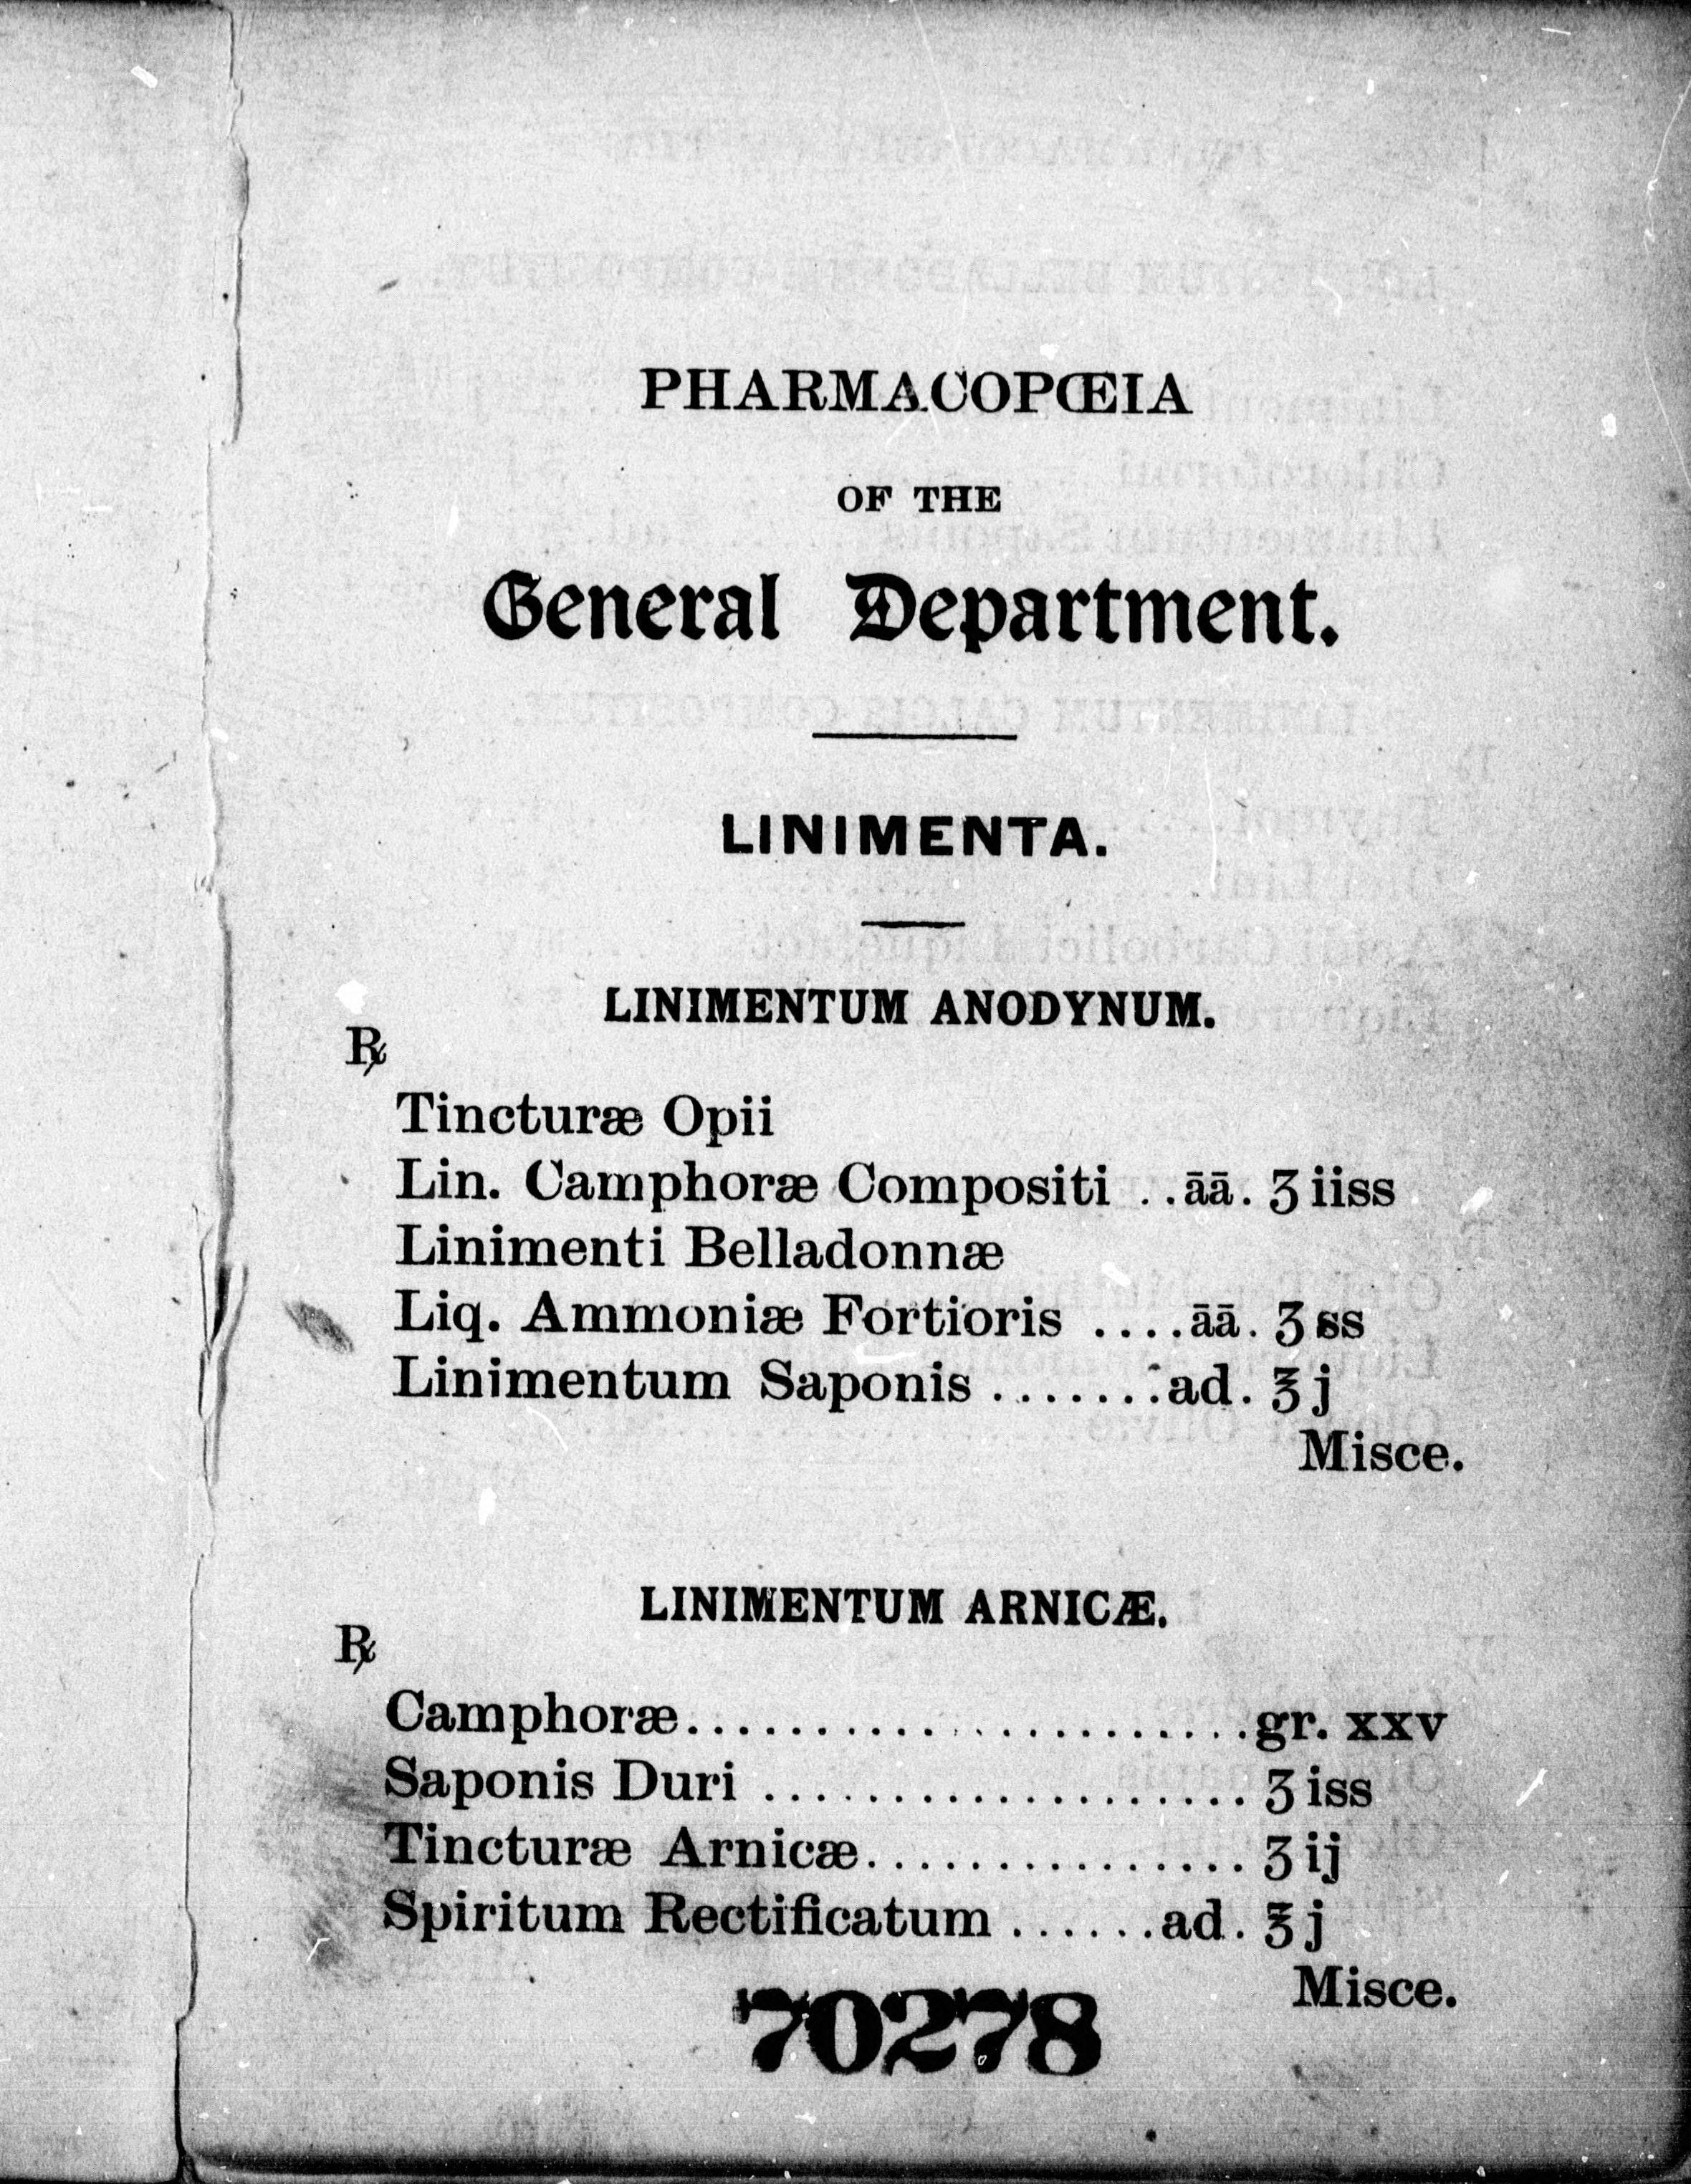 PHARMACOPŒIA
OF THE
General Department.
LINIMENTA.
LINIMENTUM ANODYNUM.
℞
Tincturæ Opii
Lin. Camphoræ Compositi ..āā. ʒ iiss
Linimenti Belladonnæ
Liq. Ammoniæ Fortioris ....āā. ʒ ss
Linimentum Saponis .......ad. ℥ j
Misce.
LINIMENTUM ARNICÆ.
℞
Camphoræ...........................gr. xxv
Saponis Duri ................... ʒ iss
Tincturæ Arnicæ............... ʒ ij
Spiritum Rectificatum ......ad. ℥ j
Misce.
70278